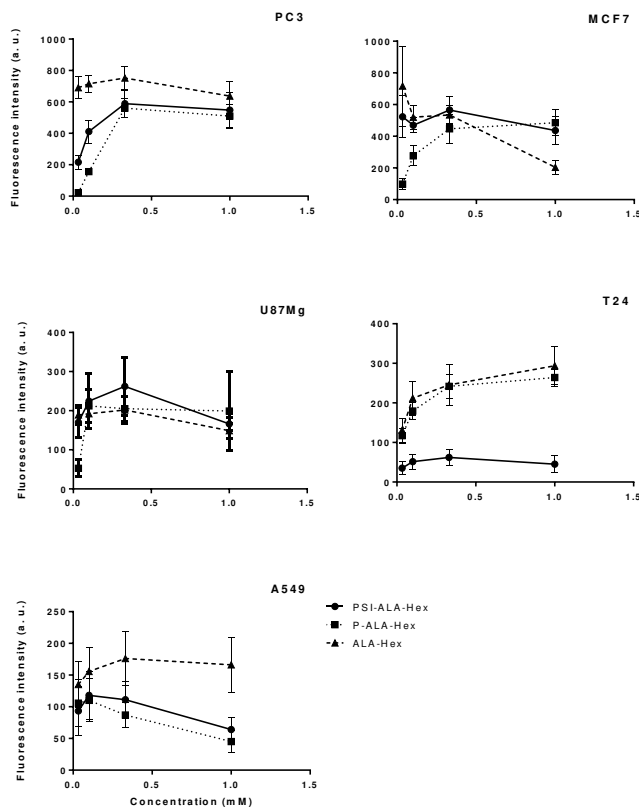 PC3
Fluorescence intensity (a. u.)
1000
800
600
400
200
0
0.0 0.5 1.0 1.5
MCF7
1000
800
600
400
200
0
0.0 0.5 1.0 1.5
U87Mg
Fluorescence intensity (a. u.)
400
300
200
100
0
0.0 0.5 1.0 1.5
T24
400
300
200
100
0
0.0 0.5 1.0 1.5
A549
Fluorescence intensity (a. u.)
250
200
150
100
50
0
0.0 0.5 1.0 1.5
Concentration (mM)
PSI-ALA-Hex
P-ALA-Hex
ALA-Hex